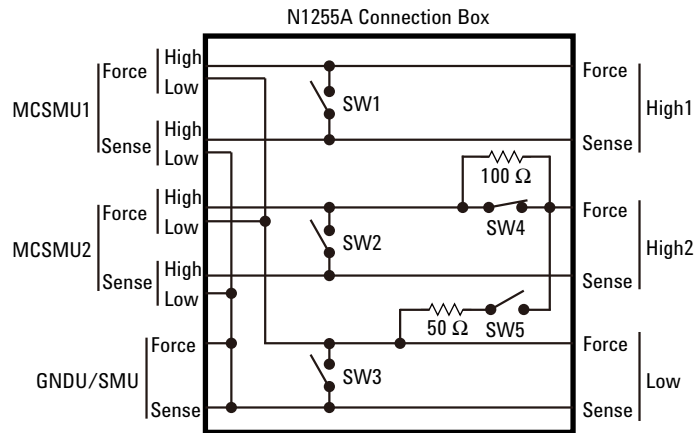 N1255A Connection Box
MCSMU1
Force
High
Low
Sense
High
Low
SW1
Force
Sense
High1
MCSMU2
Force
High
Low
Sense
High
Low
SW2
100 Ω
SW4
Force
Sense
High2
50 Ω
SW5
GNDU/SMU
Force
Sense
SW3
Force
Sense
Low